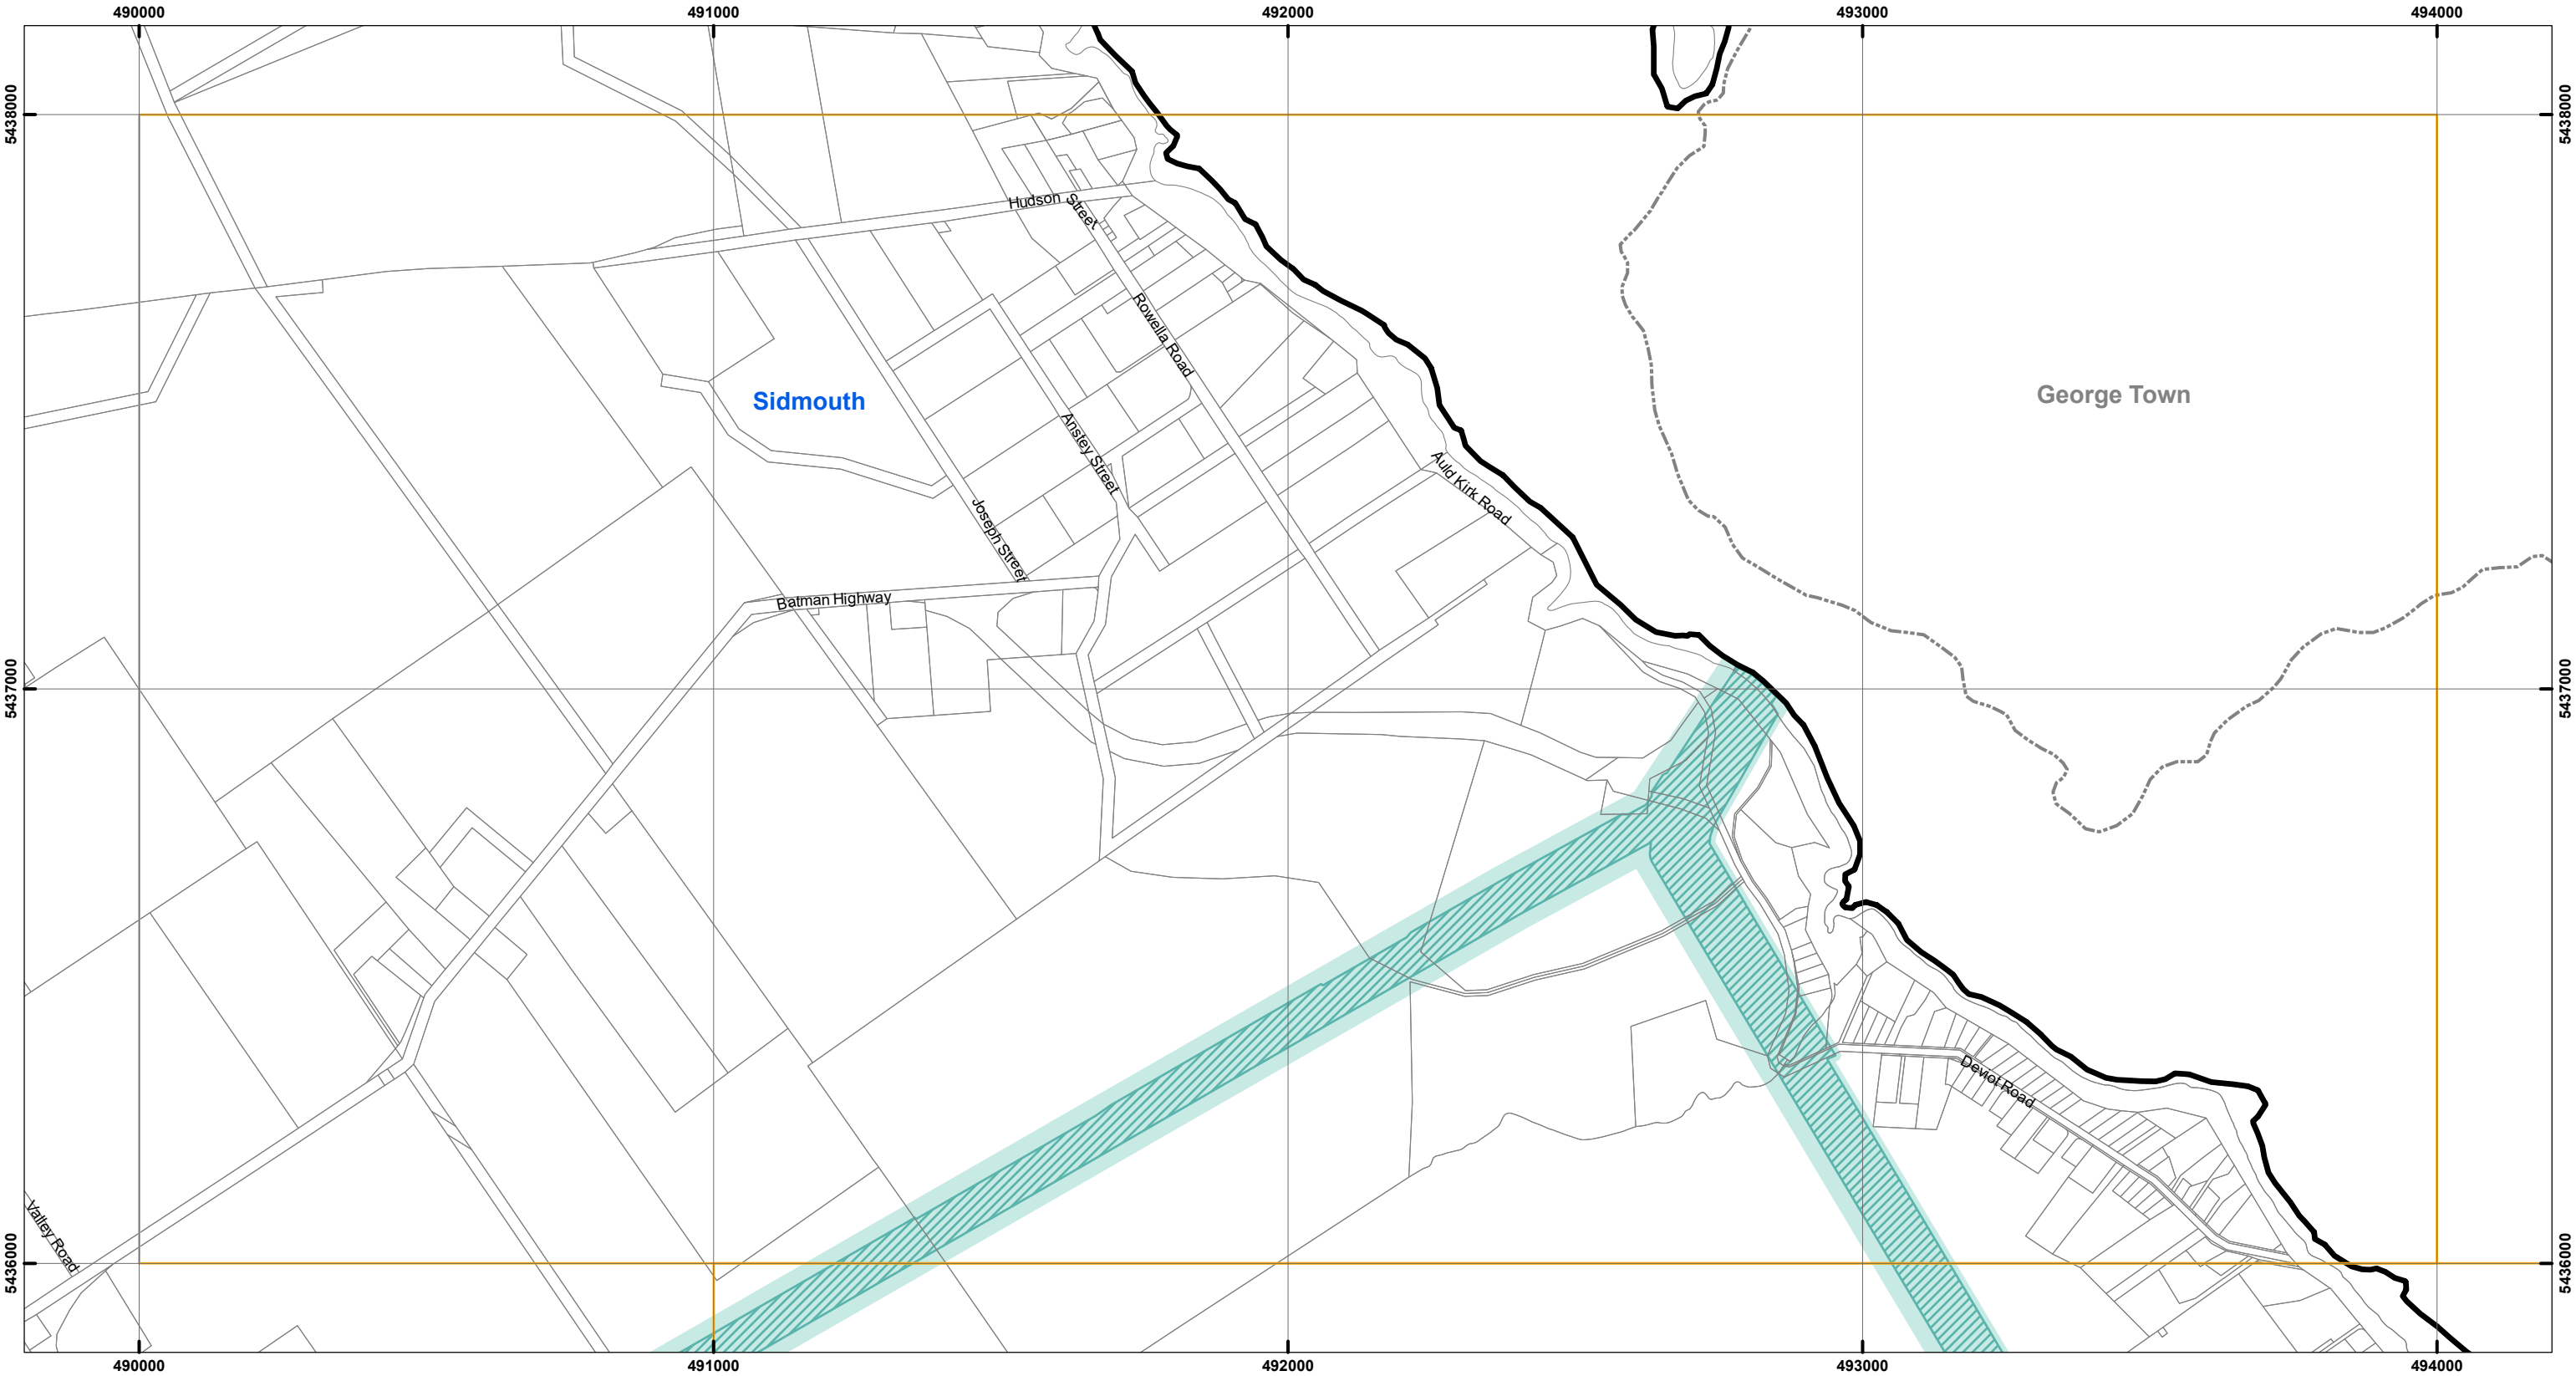 490000
491000
492000
493000
494000
5438000
5438000
Hudson Street
Rowella Road
Sidmouth
George Town
Anstey Street
Auld Kirk Road
Joseph Street
Batman Highway
5437000
5437000
Deviot Road
Valley Road
5436000
5436000
490000
491000
492000
493000
494000